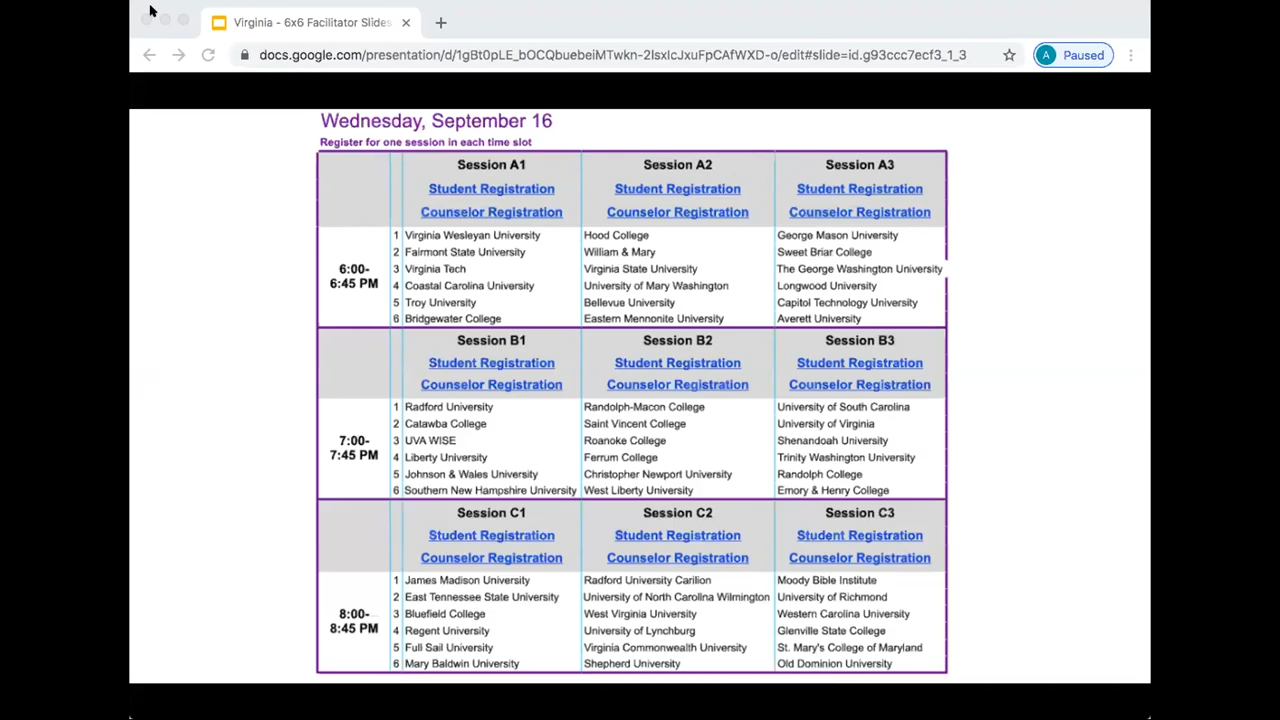 Virginia - 6x6 Facilitator Slides
docs.google.com/presentation/d/1gBt0pLE_bOCQbuebeiMTwkn-2IsxIcJxuFpCAfWXD-o/edit#slide=id.g93ccc7ecf3_1_3
A Paused
Wednesday, September 16
Register for one session in each time slot
Session A1 Session A2 Session A3
Student Registration Student Registration Student Registration
Counselor Registration Counselor Registration Counselor Registration
6:00-
6:45 PM
1 Virginia Wesleyan University Hood College George Mason University
2 Fairmont State University William & Mary Sweet Briar College
3 Virginia Tech Virginia State University The George Washington University
4 Coastal Carolina University University of Mary Washington Longwood University
5 Troy University Bellevue University Capitol Technology University
6 Bridgewater College Eastern Mennonite University Averett University
Session B1 Session B2 Session B3
Student Registration Student Registration Student Registration
Counselor Registration Counselor Registration Counselor Registration
7:00-
7:45 PM
1 Radford University Randolph-Macon College University of South Carolina
2 Catawba College Saint Vincent College University of Virginia
3 UVA WISE Roanoke College Shenandoah University
4 Liberty University Ferrum College Trinity Washington University
5 Johnson & Wales University Christopher Newport University Randolph College
6 Southern New Hampshire University West Liberty University Emory & Henry College
Session C1 Session C2 Session C3
Student Registration Student Registration Student Registration
Counselor Registration Counselor Registration Counselor Registration
8:00-
8:45 PM
1 James Madison University Radford University Carilion Moody Bible Institute
2 East Tennessee State University University of North Carolina Wilmington University of Richmond
3 Bluefield College West Virginia University Western Carolina University
4 Regent University University of Lynchburg Glenville State College
5 Full Sail University Virginia Commonwealth University St. Mary's College of Maryland
6 Mary Baldwin University Shepherd University Old Dominion University